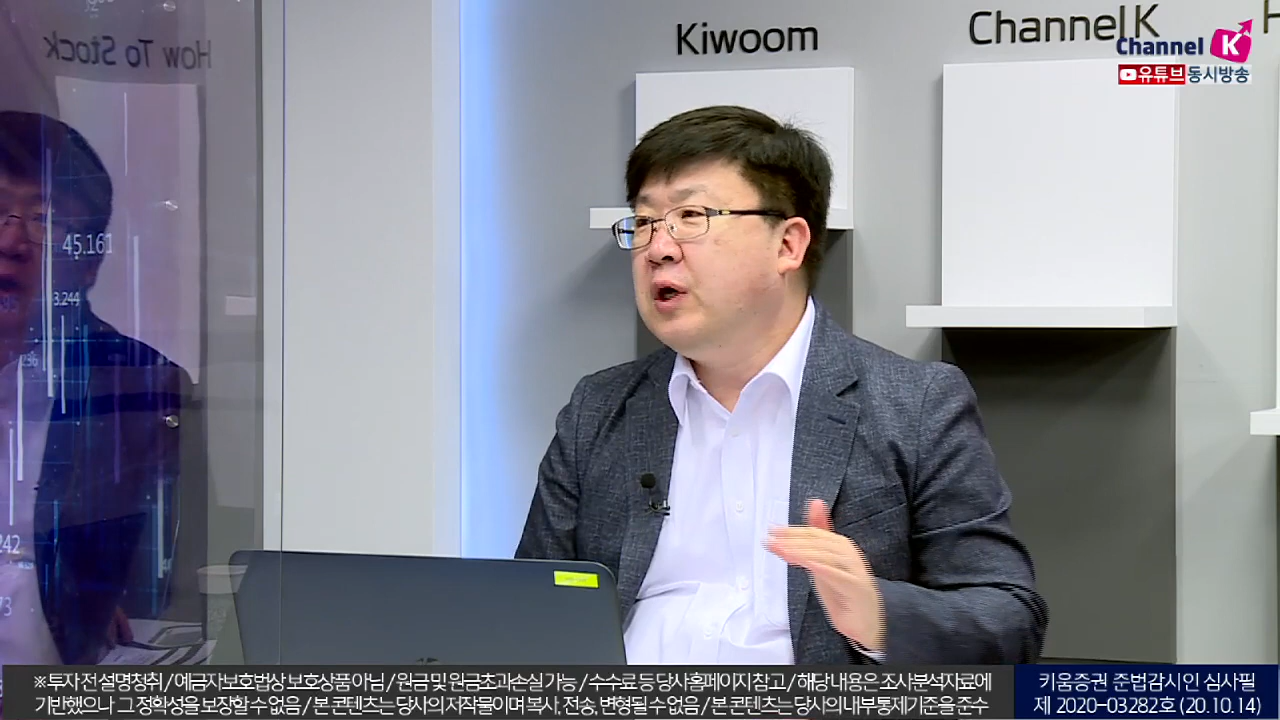 How To Stock
Kiwoom
Channel K
H
Channel K
유튜브 동시방송
45.161
3.244
236
242
73
※ 투자 전 설명청취 / 예금자보호법상 보호상품 아님 / 원금 및 원금초과손실 가능 / 수수료 등 당사홈페이지 참고 / 해당 내용은 조사분석자료에
기반했으나 그 정확성을 보장할 수 없음 / 본 콘텐츠는 당사의 저작물이며 복사, 전송, 변형될 수 없음 / 본 콘텐츠는 당사의 내부통제기준을 준수
키움증권 준법감시인 심사필
제 2020-03282호 (20.10.14)